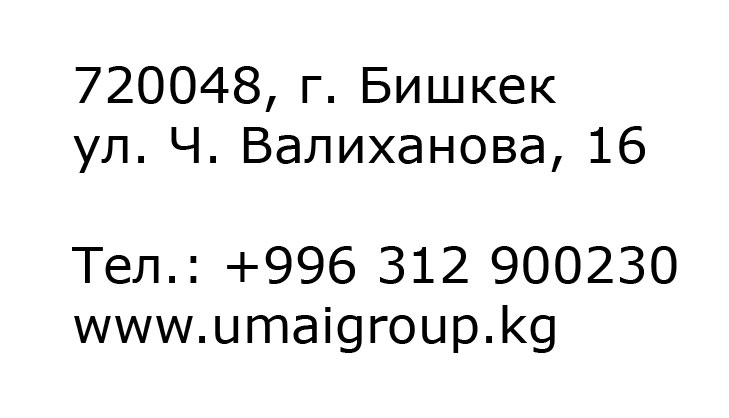 720048, г. Бишкек
ул. Ч. Валиханова, 16
Тел.: +996 312 900230
www.umaigroup.kg